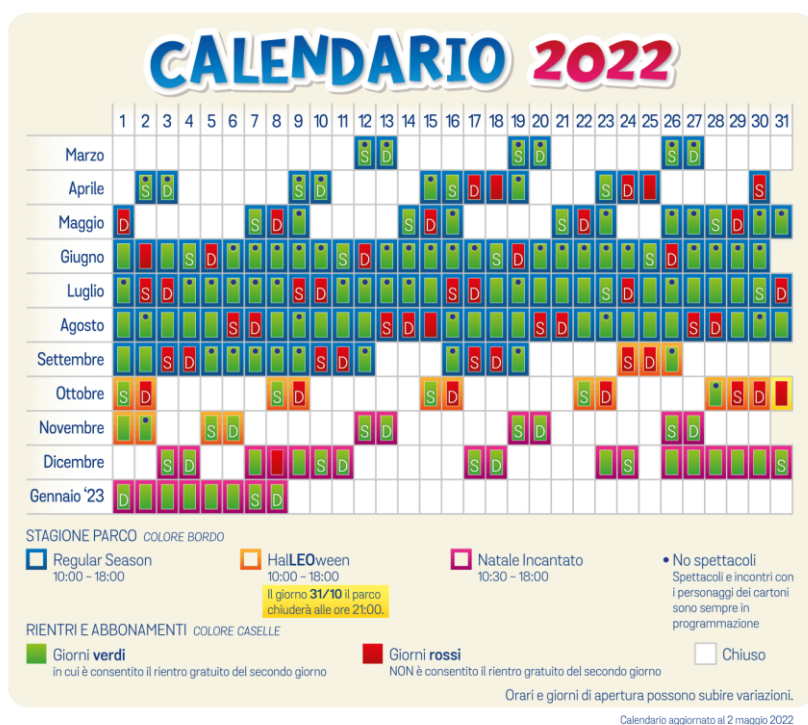 CALENDARIO 2022
1 2 3 4 5 6 7 8 9 10 11 12 13 14 15 16 17 18 19 20 21 22 23 24 25 26 27 28 29 30 31
Marzo S D S D S D
Aprile S D S D S D S D S
Maggio D S D S D S D S D
Giugno S D S D S D S D
Luglio S D S D S D S D S D
Agosto S D S D S D S D
Settembre S D S D S D S D
Ottobre S D S D S D S D S D
Novembre S D S D S D S D
Dicembre S D S D S D S S
Gennaio '23 D S D
STAGIONE PARCO COLORE BORDO
Regular Season
10:00 - 18:00
HalLEOween
10:00 - 18:00
Il giorno 31/10 il parco
chiuderà alle ore 21:00.
Natale Incantato
10:30 - 18:00
• No spettacoli
Spettacoli e incontri con
i personaggi dei cartoni
sono sempre in
programmazione
RIENTRI E ABBONAMENTI COLORE CASELLE
Giorni verdi
in cui è consentito il rientro gratuito del secondo giorno
Giorni rossi
NON è consentito il rientro gratuito del secondo giorno
Chiuso
Orari e giorni di apertura possono subire variazioni.
Calendario aggiornato al 2 maggio 2022